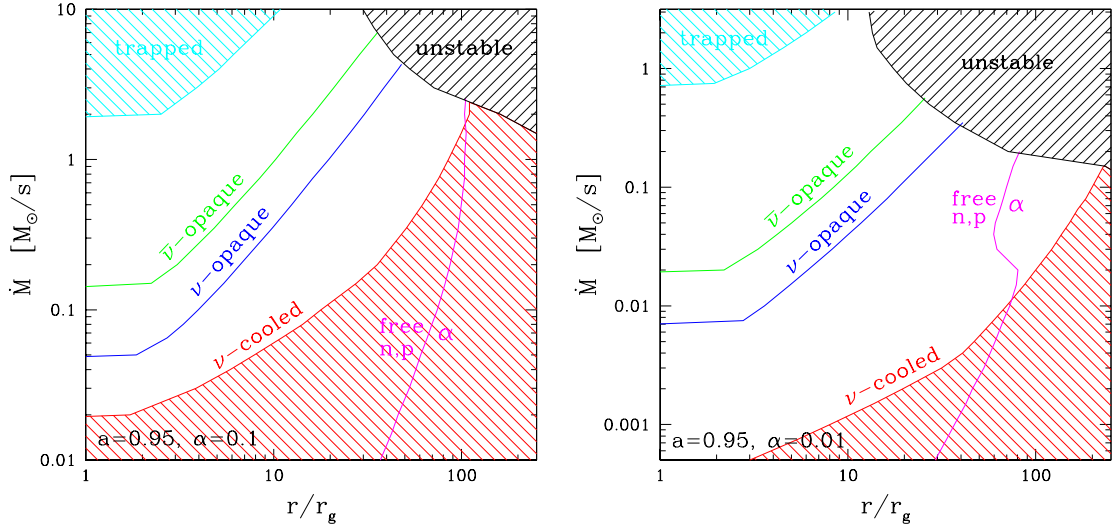 10
1
0.1
0.01
Ṁ [M☉/s]
trapped
unstable
ν̄-opaque
ν-opaque
ν-cooled
free α
n,p
a=0.95, α=0.1
1 10 100
r/rg
1
0.1
0.01
0.001
Ṁ [M☉/s]
trapped
unstable
ν̄-opaque
ν-opaque
free α
n,p
ν-cooled
a=0.95, α=0.01
1 10 100
r/rg